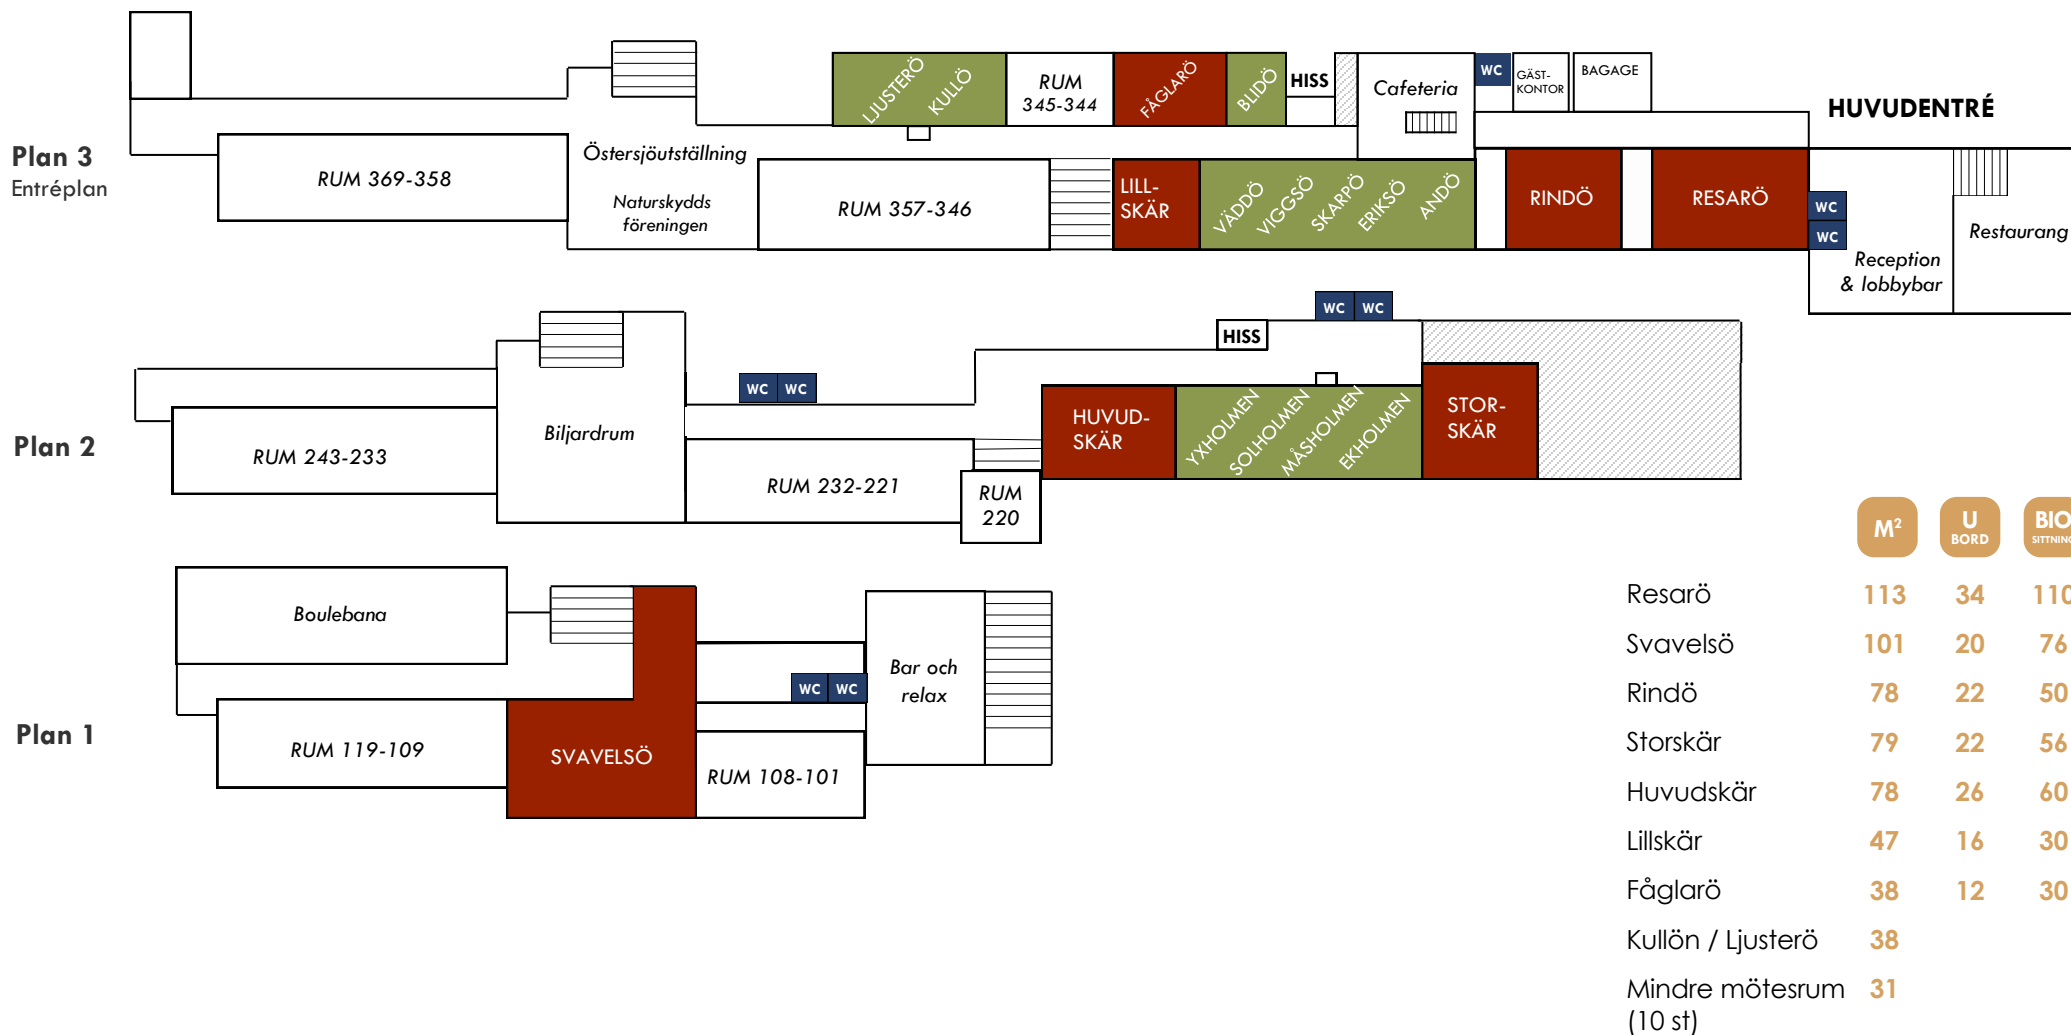 Plan 3
Entréplan
RUM 369-358
Östersjöutställning
Naturskydds
föreningen
LJUSTERÖ
KULLÖ
RUM
345-344
FÅGLARÖ
BLIDÖ
HISS
Cafeteria
WC
GÄST-
KONTOR
BAGAGE
HUVUDENTRÉ
RUM 357-346
LILL-
SKÄR
VÄDDÖ
VIGGSÖ
SKARPÖ
ERIKSÖ
ANDÖ
RINDÖ
RESARÖ
WC
WC
Reception
& lobbybar
Restaurang
Plan 2
RUM 243-233
Biljardrum
WC WC
RUM 232-221
RUM
220
HISS
WC WC
HUVUD-
SKÄR
YXHOLMEN
SOLHOLMEN
MÅSHOLMEN
EKHOLMEN
STOR-
SKÄR
Plan 1
Boulebana
RUM 119-109
SVAVELSÖ
WC WC
RUM 108-101
Bar och
relax
M² U BORD BIO SITTNING
Resarö 113 34 110
Svavelsö 101 20 76
Rindö 78 22 50
Storskär 79 22 56
Huvudskär 78 26 60
Lillskär 47 16 30
Fåglarö 38 12 30
Kullön / Ljusterö 38
Mindre mötesrum 31
(10 st)